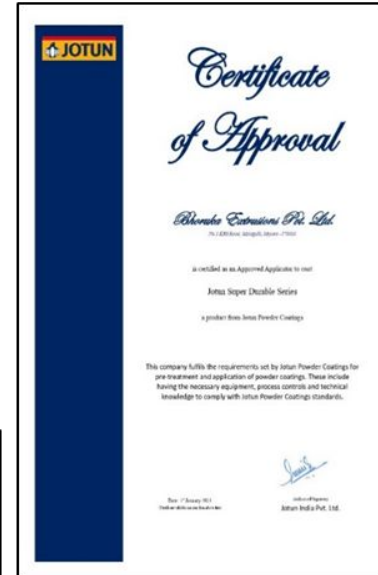 JOTUN
Certificate
of Approval
Bhoruka Extrusions Pvt. Ltd.
is certified as an Approved Applicator to coat
Jotun Super Durable Series
a product from Jotun Powder Coatings
This company fulfils the requirements set by Jotun Powder Coatings for
pre-treatment and application of powder coatings. These include
having the necessary equipment, process controls and technical
knowledge to comply with Jotun Powder Coatings standards.
Jotun India Pvt. Ltd.